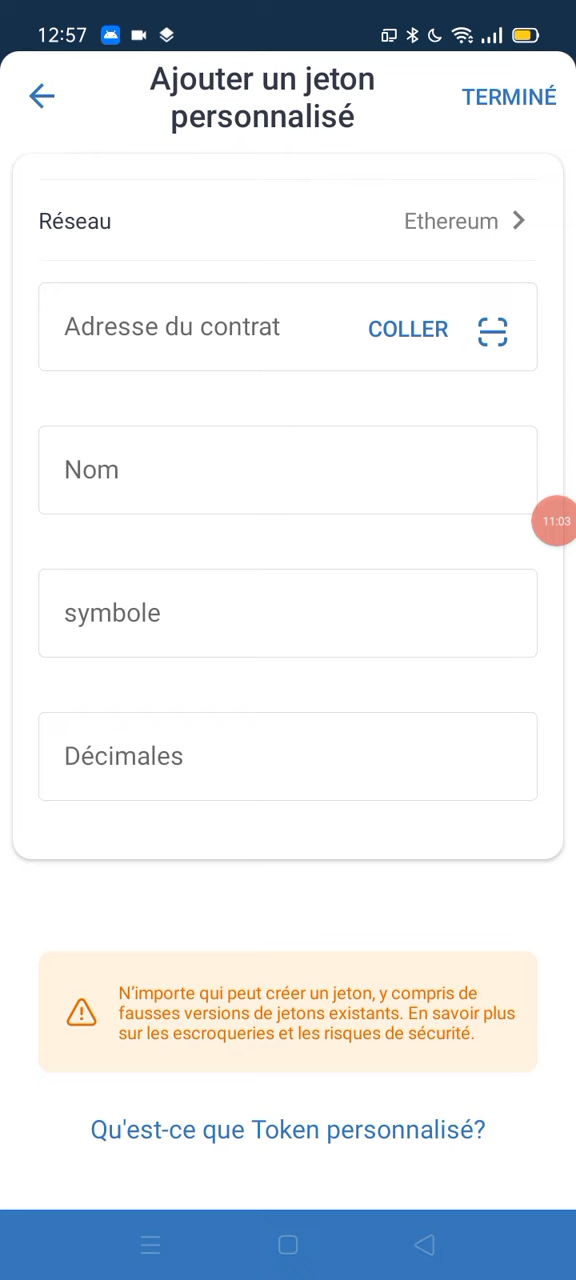 12:57
Ajouter un jeton
personnalisé
TERMINÉ
Réseau
Ethereum
Adresse du contrat
COLLER
Nom
11:03
symbole
Décimales
N'importe qui peut créer un jeton, y compris de
fausses versions de jetons existants. En savoir plus
sur les escroqueries et les risques de sécurité.
Qu'est-ce que Token personnalisé?